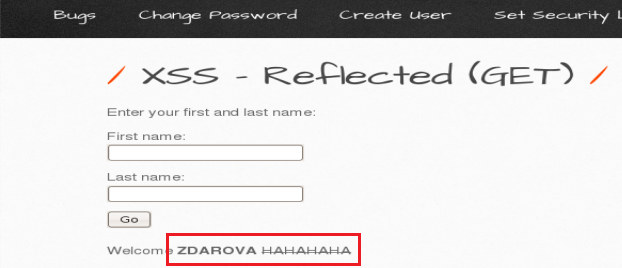 Bugs Change Password Create User Set Security L
/ XSS - Reflected (GET) /
Enter your first and last name:
First name:
Last name:
Go
Welcome ZDAROVA HAHAHAHA